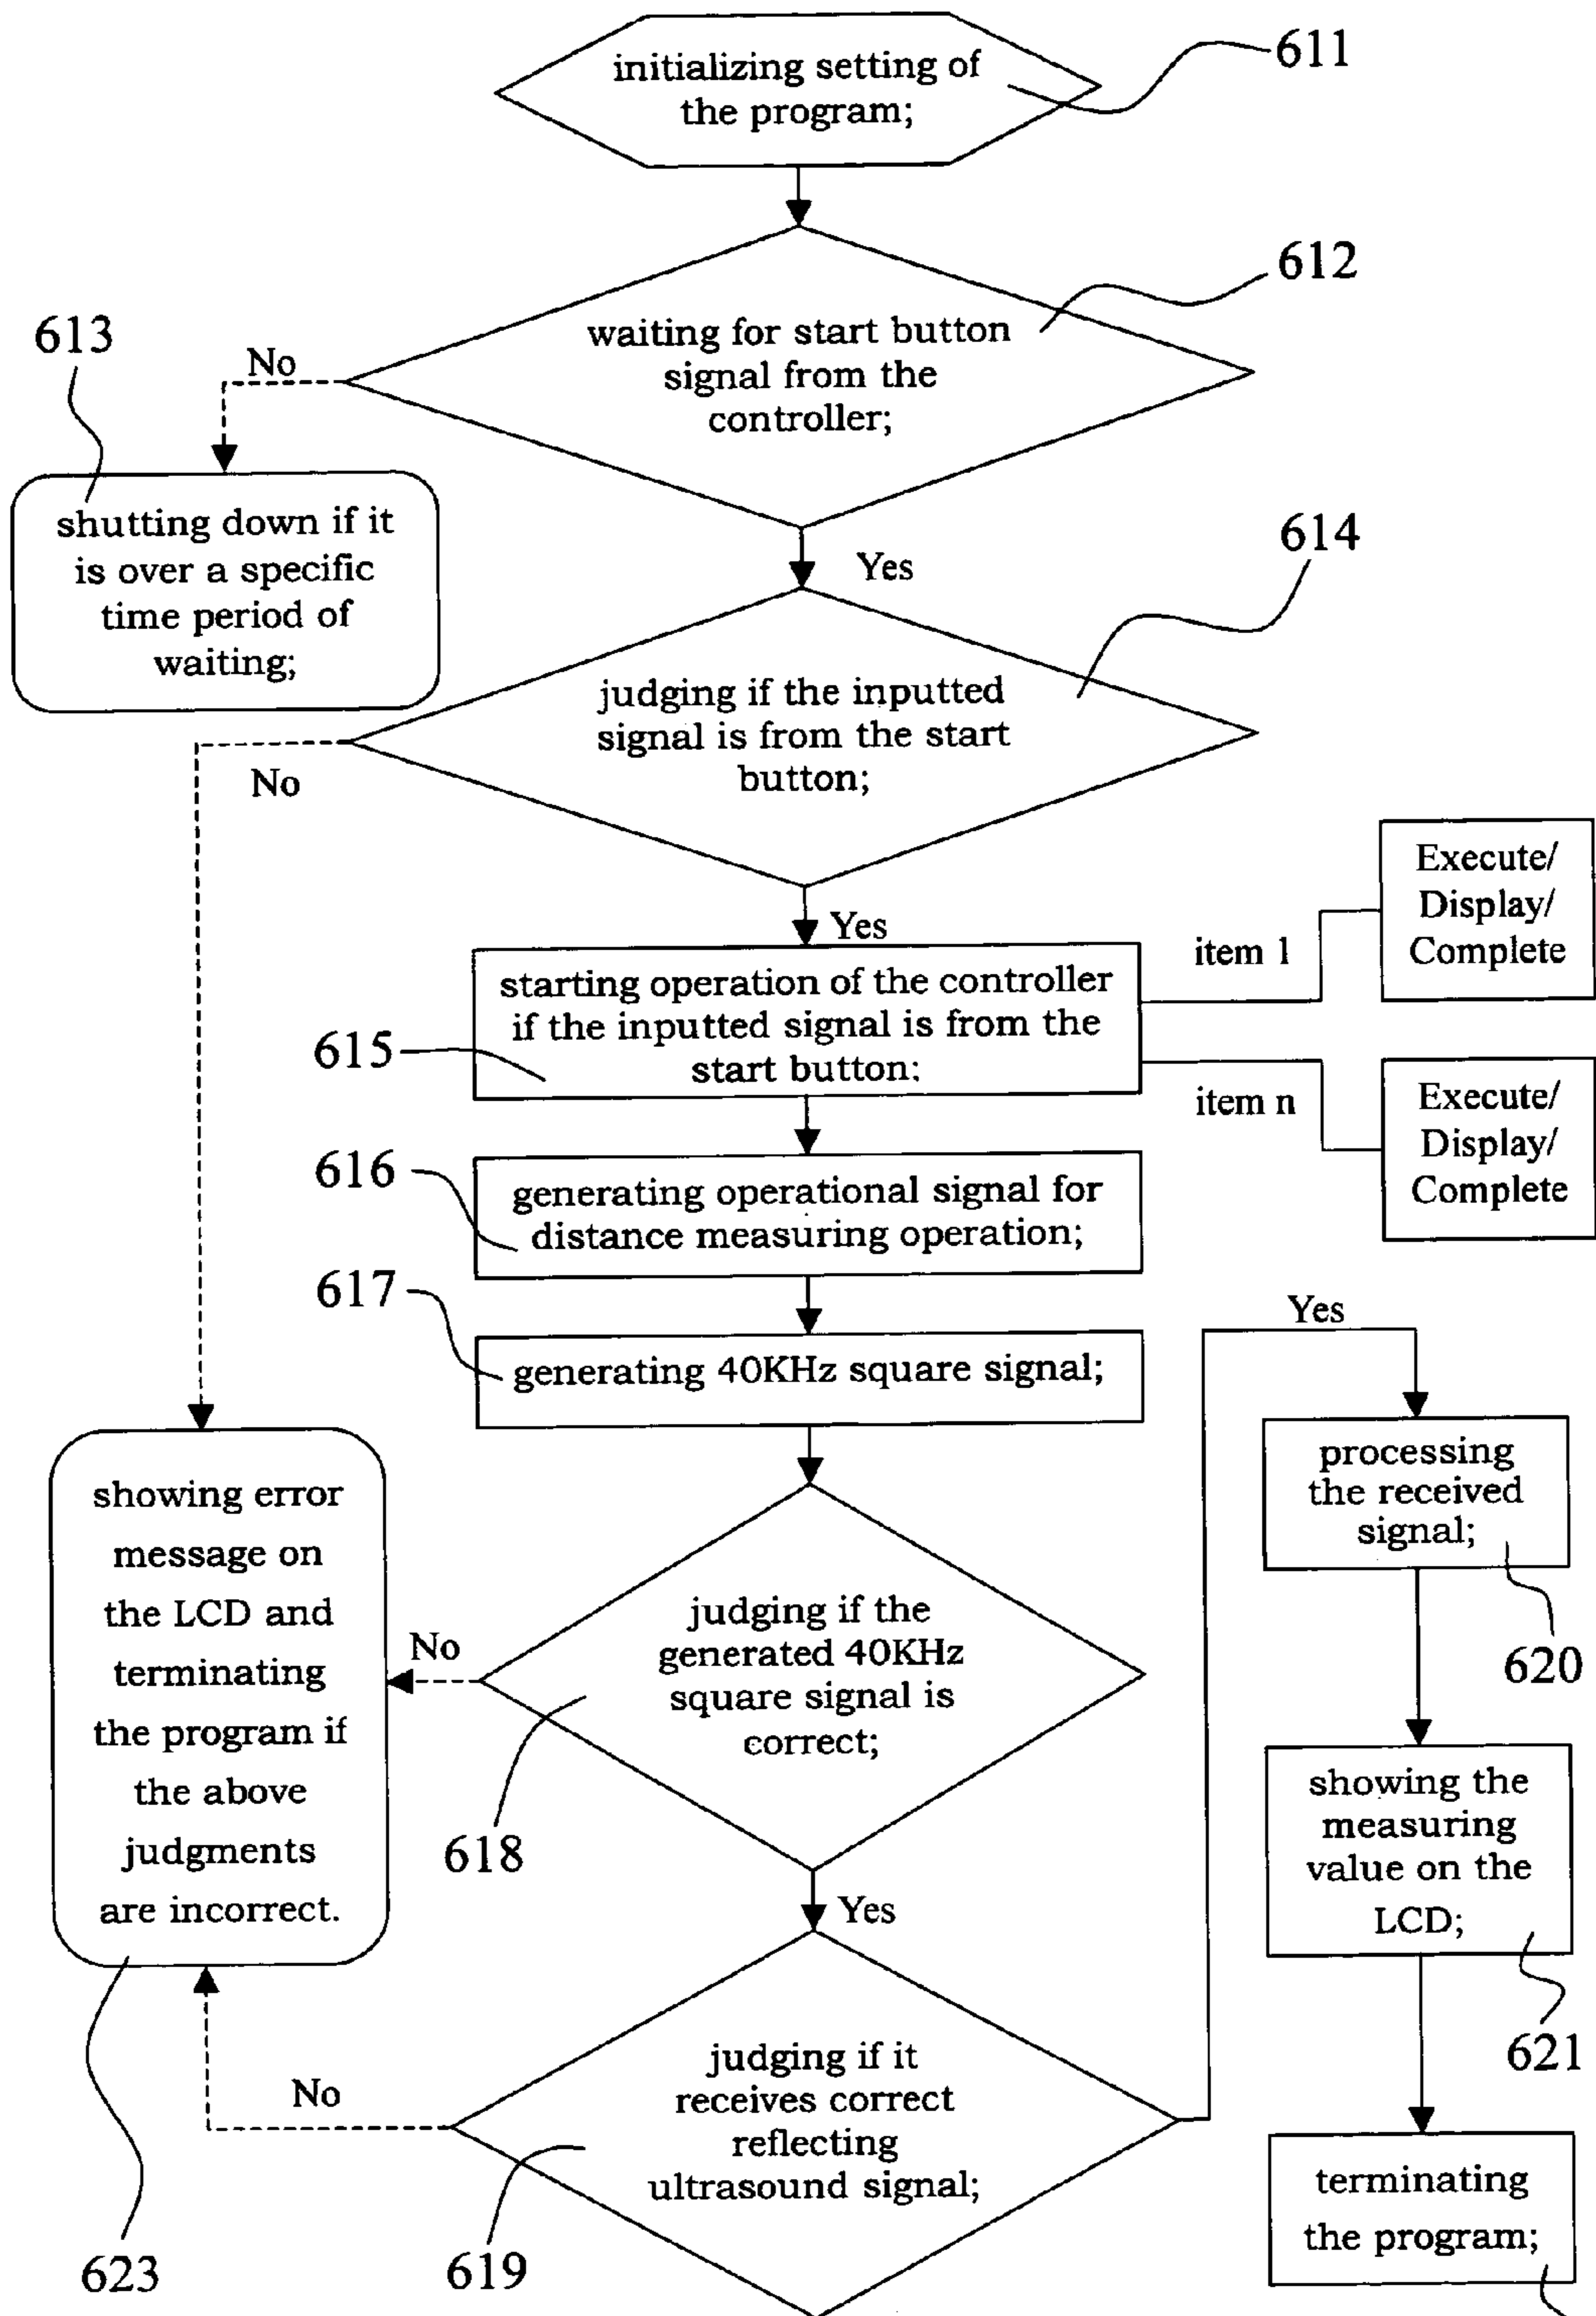 initializing setting of
the program;
611
waiting for start button
signal from the
controller;
612
No
613
shutting down if it
is over a specific
time period of
waiting;
Yes
614
judging if the inputted
signal is from the start
button;
No
Yes
starting operation of the controller
if the inputted signal is from the
start button;
615
item 1
Execute/
Display/
Complete
item n
Execute/
Display/
Complete
616
generating operational signal for
distance measuring operation;
617
generating 40KHz square signal;
judging if the
generated 40KHz
square signal is
correct;
618
No
showing error
message on
the LCD and
terminating
the program if
the above
judgments
are incorrect.
623
Yes
judging if it
receives correct
reflecting
ultrasound signal;
619
No
Yes
processing
the received
signal;
620
showing the
measuring
value on the
LCD;
621
terminating
the program;